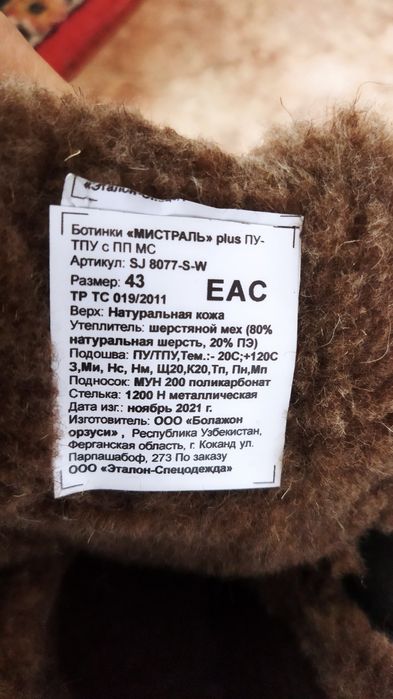 «Эталон-Спец
Ботинки «МИСТРАЛЬ» plus ПУ-
ТПУ с ПП МС
Артикул: SJ 8077-S-W
Размер: 43
ТР ТС 019/2011 EAC
Верх: Натуральная кожа
Утеплитель: шерстяной мех (80%
натуральная шерсть, 20% ПЭ)
Подошва: ПУ/ТПУ,Тем.:- 20С;+120С
З,Ми, Нс, Нм, Щ20,К20,Тп, Пн,Мп
Подносок: МУН 200 поликарбонат
Стелька: 1200 Н металлическая
Дата изг.: ноябрь 2021 г.
Изготовитель: ООО «Болажон
орзуси» , Республика Узбекистан,
Ферганская область, г. Коканд ул.
Парпашабоф, 273 По заказу
ООО «Эталон-Спецодежда»